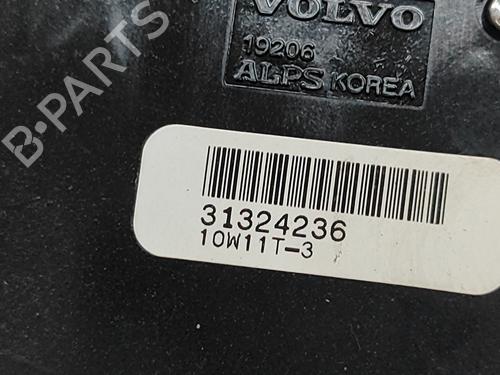 VOLVO
19206
ALPS KOREA
31324236
10W11T-3
B-PARTS